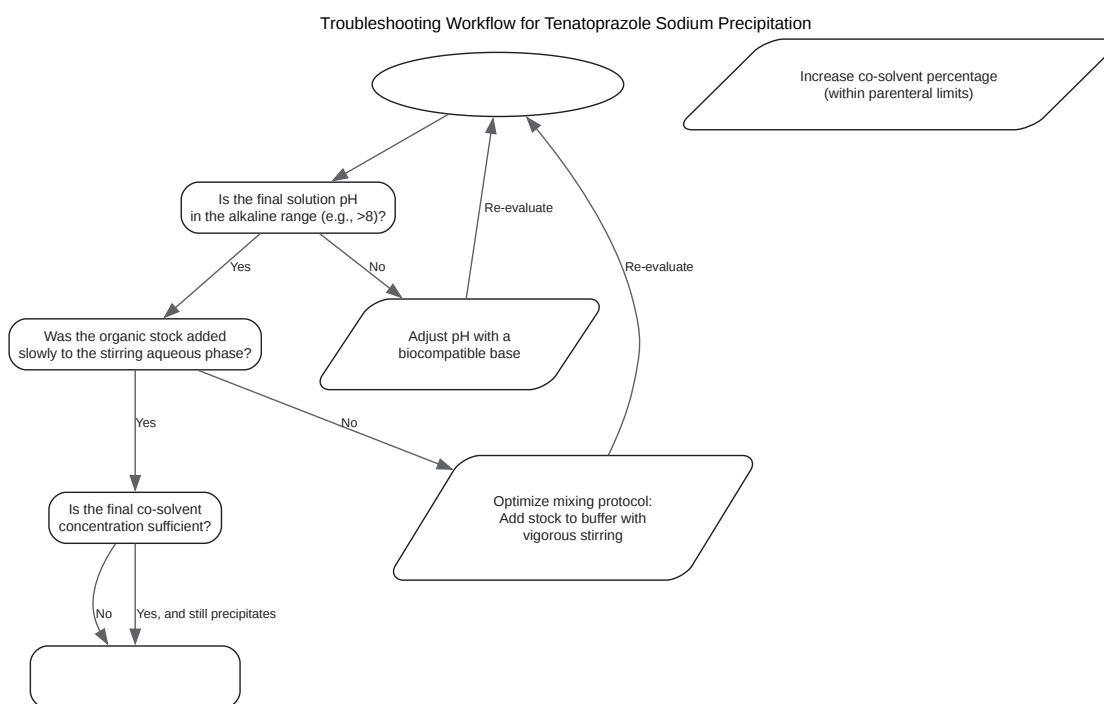 Troubleshooting Workflow for Tenatoprazole Sodium Precipitation
Increase co-solvent percentage
(within parenteral limits)
Is the final solution pH
in the alkaline range (e.g., >8)?
Re-evaluate
Yes
No
Re-evaluate
Was the organic stock added
slowly to the stirring aqueous phase?
Adjust pH with a
biocompatible base
Yes
No
Is the final co-solvent
concentration sufficient?
Optimize mixing protocol:
Add stock to buffer with
vigorous stirring
No
Yes, and still precipitates